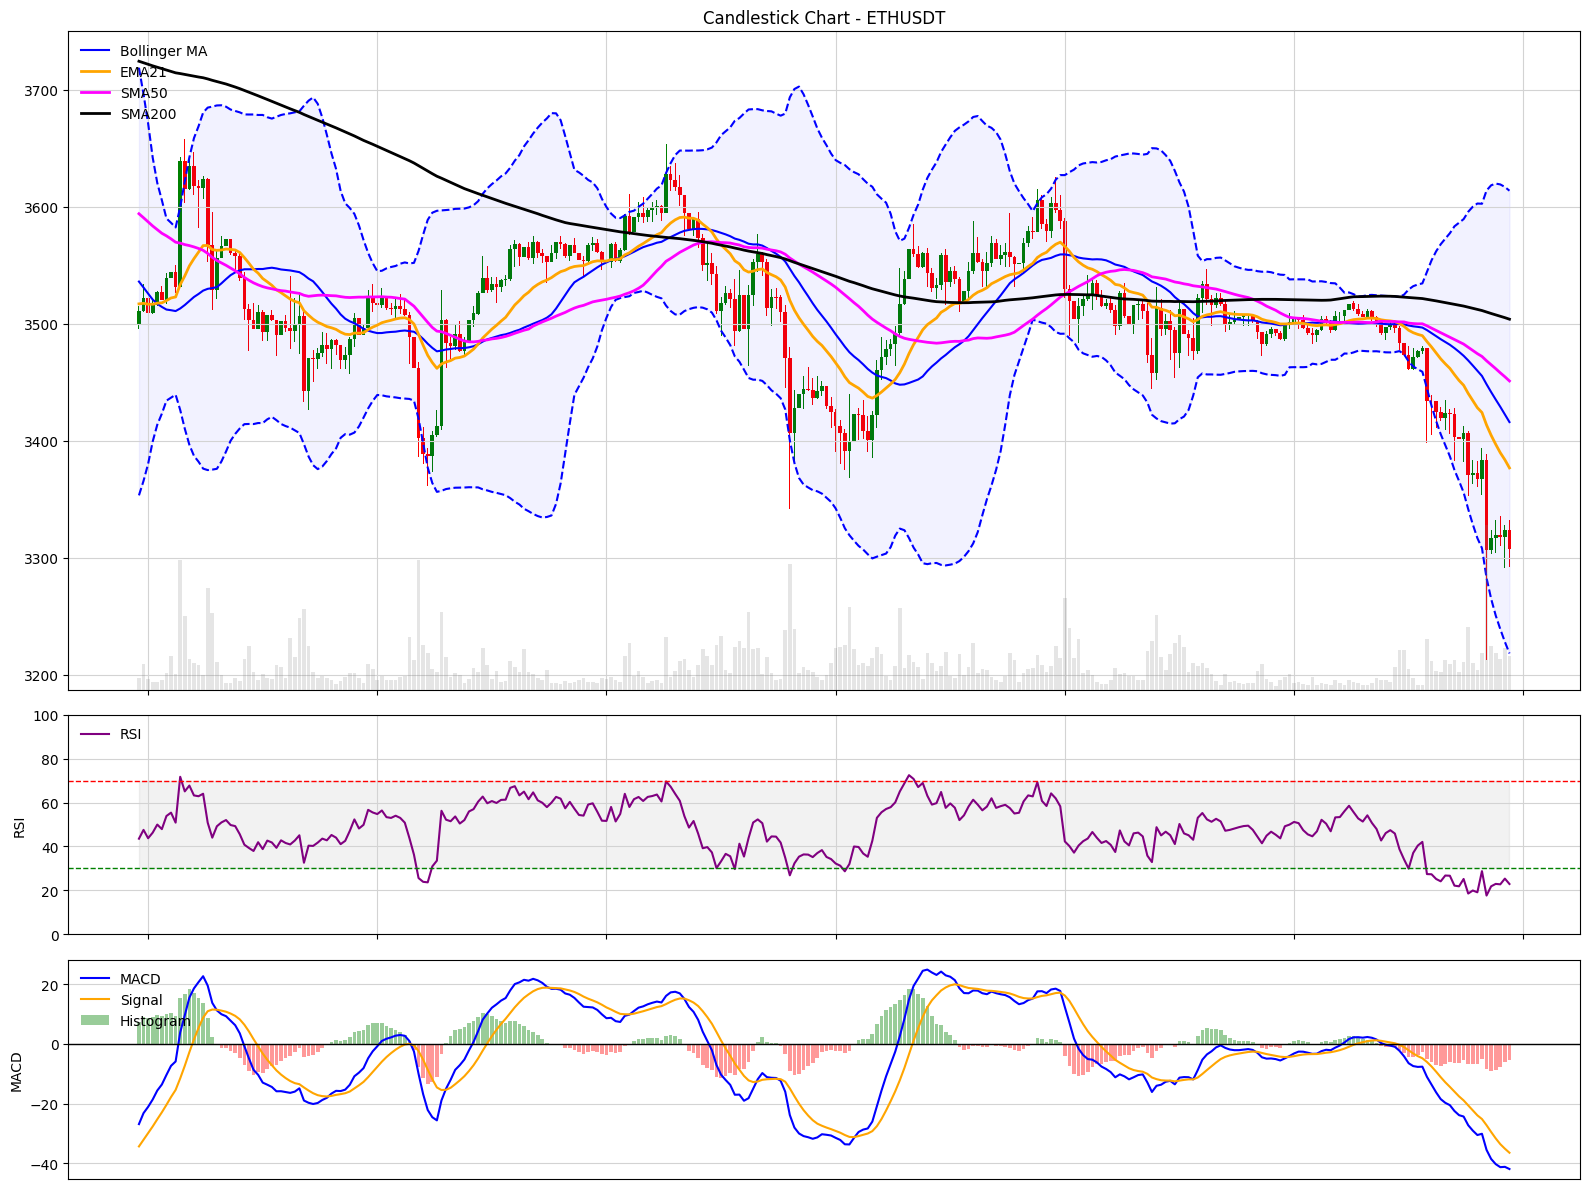 Candlestick Chart - ETHUSDT
Bollinger MA
EMA21
SMA50
SMA200
3700
3600
3500
3400
3300
3200
RSI
100
80
60
40
20
0
RSI
MACD
Signal
Histogram
20
0
−20
−40
MACD